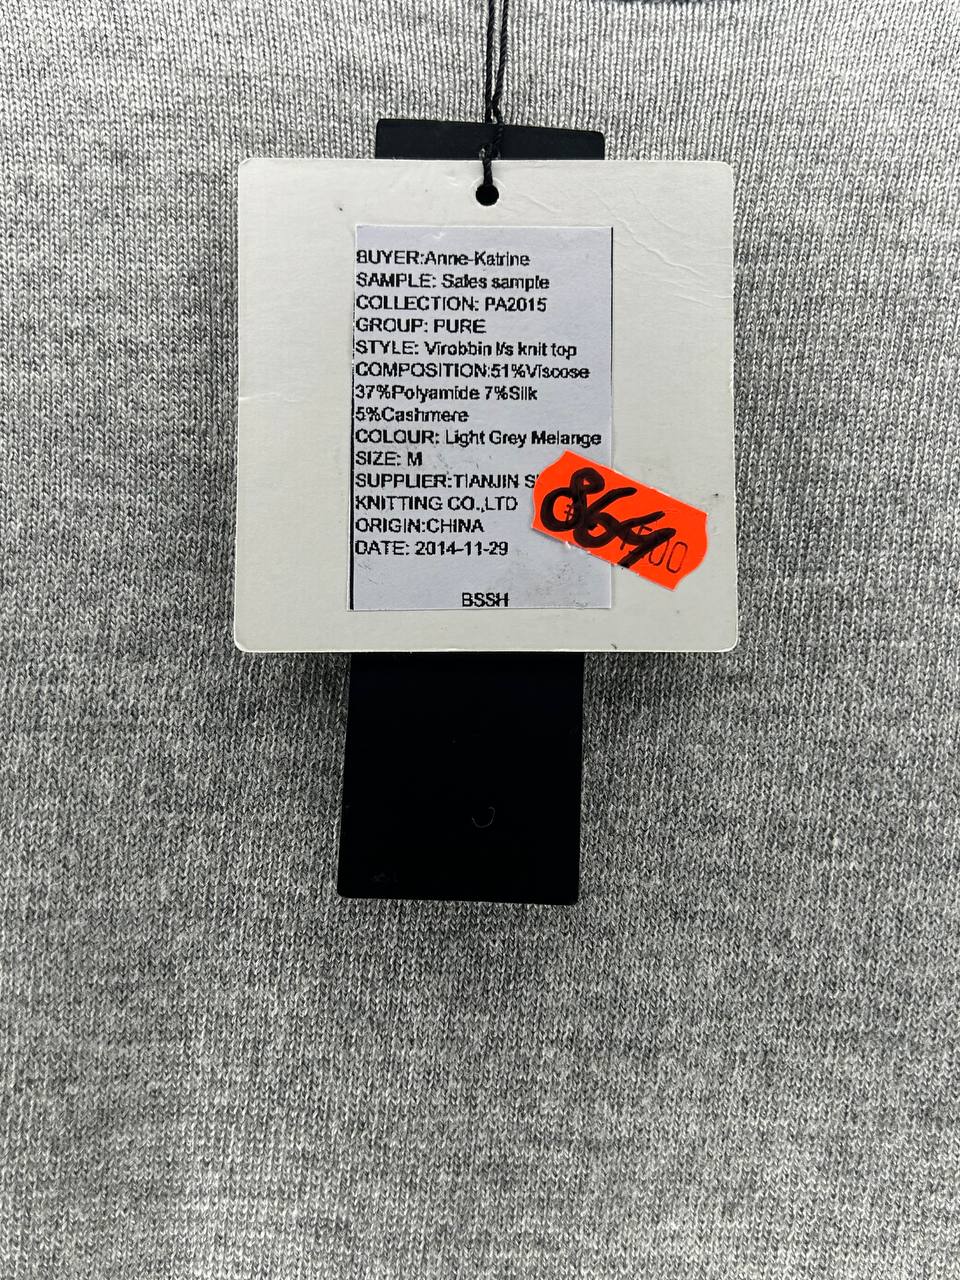 BUYER:Anne-Katrine
SAMPLE: Sales sample
COLLECTION: PA2015
GROUP: PURE
STYLE: Virobbin l/s knit top
COMPOSITION:51%Viscose
37%Polyamide 7%Silk
5%Cashmere
COLOUR: Light Grey Melange
SIZE: M
SUPPLIER:TIANJIN
KNITTING CO.,LTD
ORIGIN:CHINA
DATE: 2014-11-29
864
BSSH